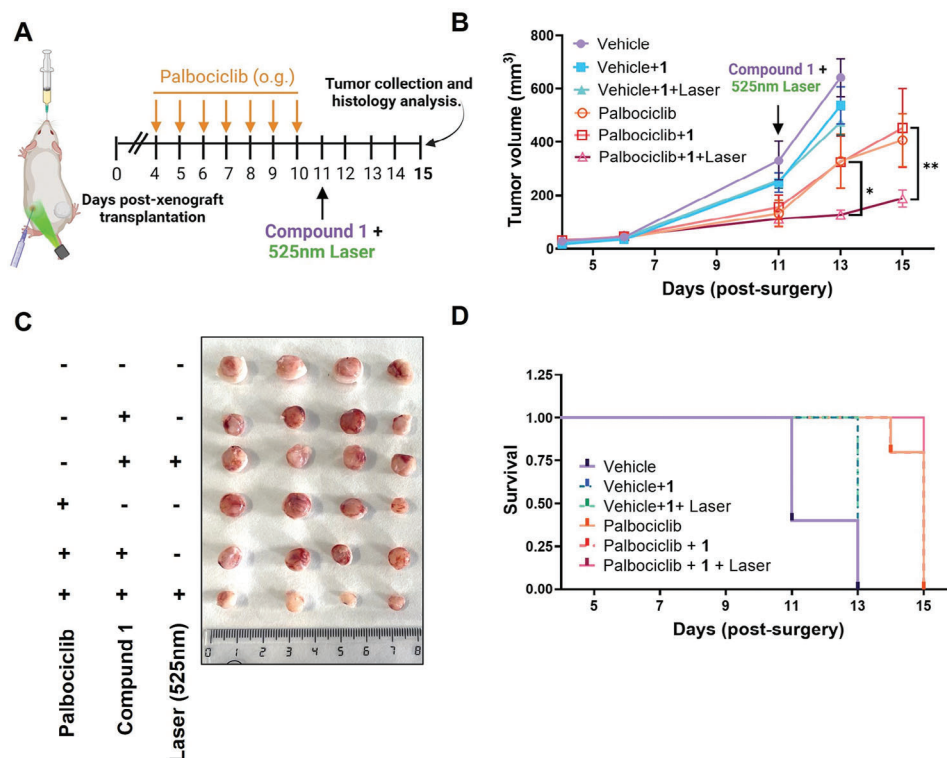 A
Palbociclib (o.g.)
Tumor collection and
histology analysis.
0 4 5 6 7 8 9 10 11 12 13 14 15
Days post-xenograft
transplantation
Compound 1 +
525nm Laser
B
Tumor volume (mm³)
800
600
400
200
0
Vehicle
Vehicle+1
Vehicle+1+Laser
Palbociclib
Palbociclib+1
Palbociclib+1+Laser
Compound 1 +
525nm Laser
*
**
5 7 9 11 13 15
Days (post-surgery)
C
- - -
- + -
- + +
+ - -
+ + -
+ + +
Palbociclib
Compund 1
Laser (525nm)
0 1 2 3 4 5 6 7 8
D
Survival
1.25
1.00
0.75
0.50
0.25
0.00
Vehicle
Vehicle+1
Vehicle+1+ Laser
Palbociclib
Palbociclib + 1
Palbociclib + 1 + Laser
5 7 9 11 13 15
Days (post-surgery)